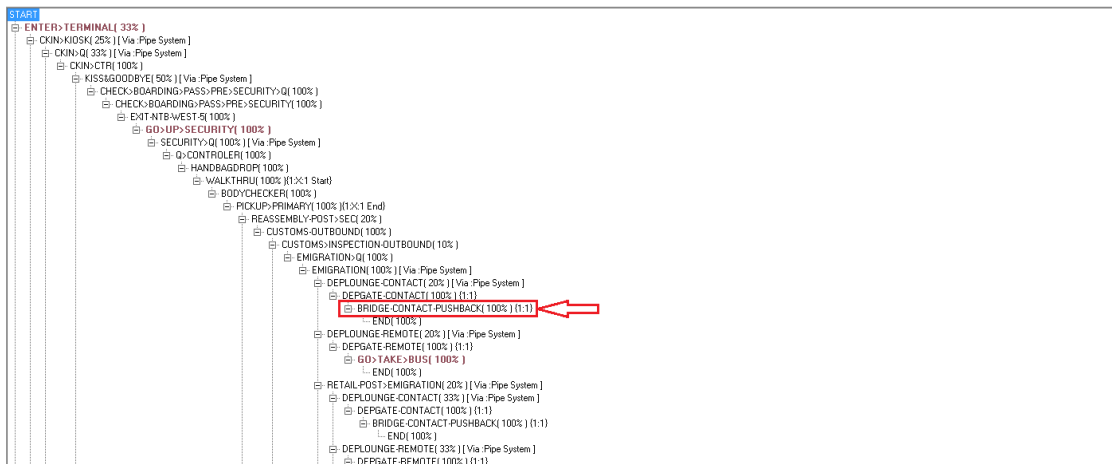 START
ENTER>TERMINAL( 33% )
CKIN>KIOSK( 25% ) [ Via :Pipe System ]
CKIN>Q( 33% ) [ Via :Pipe System ]
CKIN>CTR( 100% )
KISS&GOODBYE( 50% ) [ Via :Pipe System ]
CHECK>BOARDING>PASS>PRE>SECURITY>Q( 100% )
CHECK>BOARDING>PASS>PRE>SECURITY( 100% )
EXIT-NTB-WEST-5( 100% )
GO>UP>SECURITY( 100% )
SECURITY>Q( 100% ) [ Via :Pipe System ]
Q>CONTROLER( 100% )
HANDBAGDROP( 100% )
WALKTHRU( 100% ){1:X:1 Start}
BODYCHECKER( 100% )
PICKUP>PRIMARY( 100% ){1:X:1 End}
REASSEMBLY-POST>SEC( 20% )
CUSTOMS-OUTBOUND( 100% )
CUSTOMS>INSPECTION-OUTBOUND( 10% )
EMIGRATION>Q( 100% )
EMIGRATION( 100% ) [ Via :Pipe System ]
DEPLOUNGE-CONTACT( 20% ) [ Via :Pipe System ]
DEPGATE-CONTACT( 100% ) {1:1}
BRIDGE-CONTACT-PUSHBACK( 100% ) {1:1}
END( 100% )
DEPLOUNGE-REMOTE( 20% ) [ Via :Pipe System ]
DEPGATE-REMOTE( 100% ) {1:1}
GO>TAKE>BUS( 100% )
END( 100% )
RETAIL-POST>EMIGRATION( 20% ) [ Via :Pipe System ]
DEPLOUNGE-CONTACT( 33% ) [ Via :Pipe System ]
DEPGATE-CONTACT( 100% ) {1:1}
BRIDGE-CONTACT-PUSHBACK( 100% ) {1:1}
END( 100% )
DEPLOUNGE-REMOTE( 33% ) [ Via :Pipe System ]
DEPGATE-REMOTE( 100% ) {1:1}